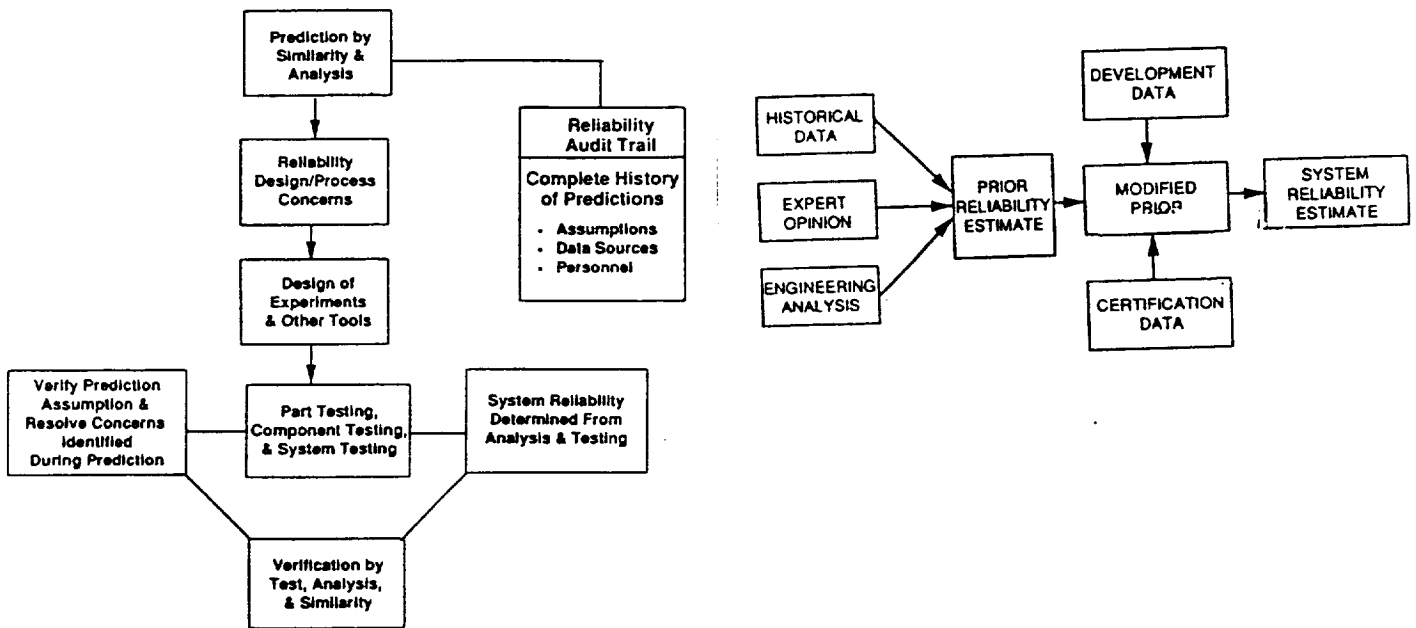 Prediction by
Similarity &
Analysis
Reliability
Design/Process
Concerns
Design of
Experiments
& Other Tools
Reliability
Audit Trail
Complete History
of Predictions
• Assumptions
• Data Sources
• Personnel
Verify Prediction
Assumption &
Resolve Concerns
Identified
During Prediction
Part Testing,
Component Testing,
& System Testing
System Reliability
Determined From
Analysis & Testing
Verification by
Test, Analysis,
& Similarity
HISTORICAL
DATA
EXPERT
OPINION
ENGINEERING
ANALYSIS
PRIOR
RELIABILITY
ESTIMATE
DEVELOPMENT
DATA
MODIFIED
PRIOR
CERTIFICATION
DATA
SYSTEM
RELIABILITY
ESTIMATE